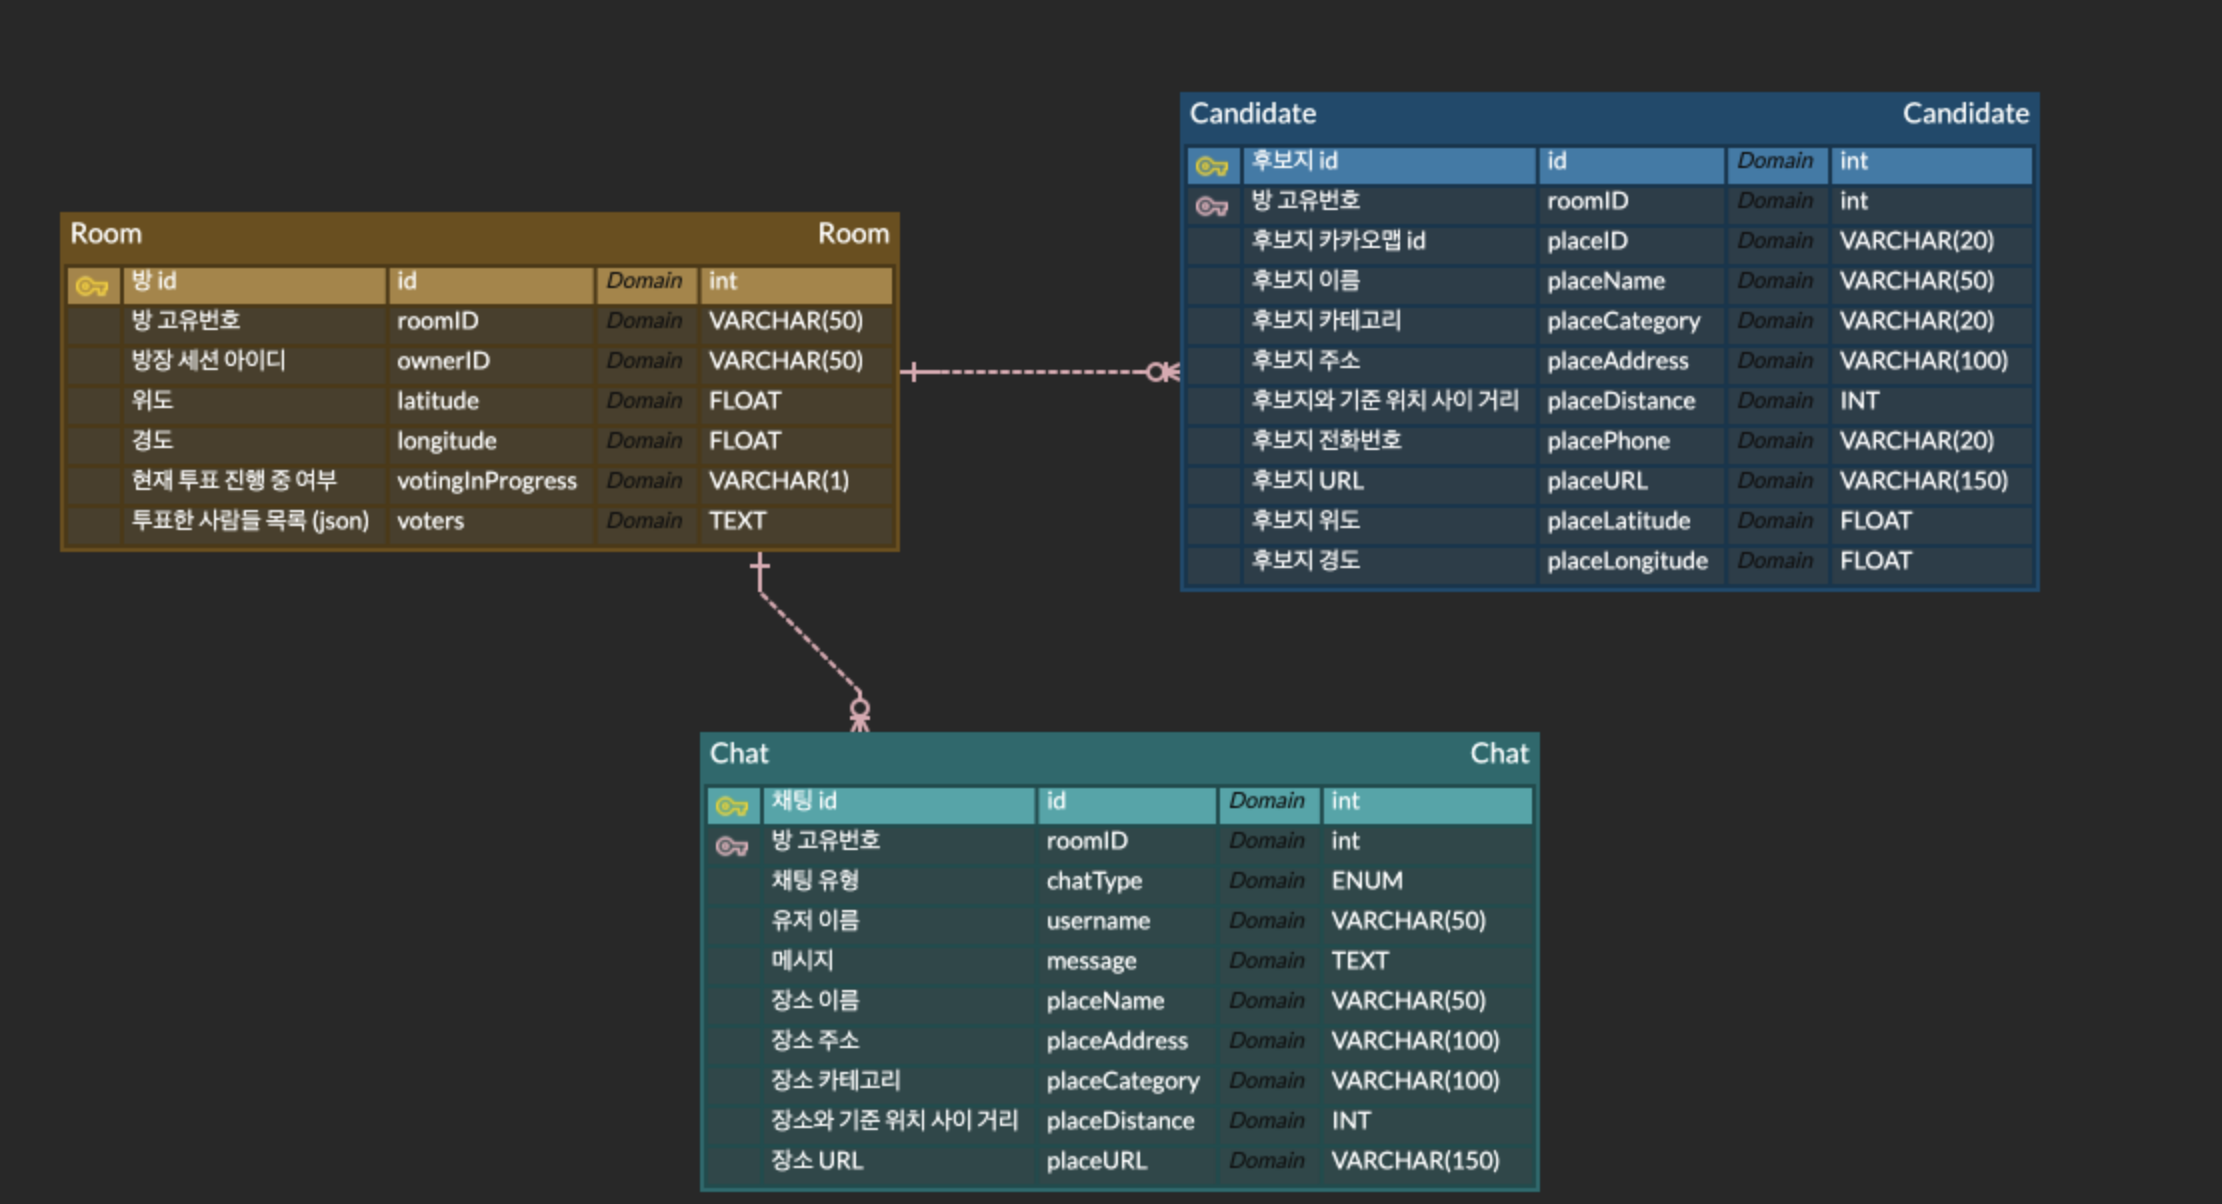 Room Room
방 id id Domain int
방 고유번호 roomID Domain VARCHAR(50)
방장 세션 아이디 ownerID Domain VARCHAR(50)
위도 latitude Domain FLOAT
경도 longitude Domain FLOAT
현재 투표 진행 중 여부 votingInProgress Domain VARCHAR(1)
투표한 사람들 목록 (json) voters Domain TEXT
Candidate Candidate
후보지 id id Domain int
방 고유번호 roomID Domain int
후보지 카카오맵 id placeID Domain VARCHAR(20)
후보지 이름 placeName Domain VARCHAR(50)
후보지 카테고리 placeCategory Domain VARCHAR(20)
후보지 주소 placeAddress Domain VARCHAR(100)
후보지와 기준 위치 사이 거리 placeDistance Domain INT
후보지 전화번호 placePhone Domain VARCHAR(20)
후보지 URL placeURL Domain VARCHAR(150)
후보지 위도 placeLatitude Domain FLOAT
후보지 경도 placeLongitude Domain FLOAT
Chat Chat
채팅 id id Domain int
방 고유번호 roomID Domain int
채팅 유형 chatType Domain ENUM
유저 이름 username Domain VARCHAR(50)
메시지 message Domain TEXT
장소 이름 placeName Domain VARCHAR(50)
장소 주소 placeAddress Domain VARCHAR(100)
장소 카테고리 placeCategory Domain VARCHAR(100)
장소와 기준 위치 사이 거리 placeDistance Domain INT
장소 URL placeURL Domain VARCHAR(150)